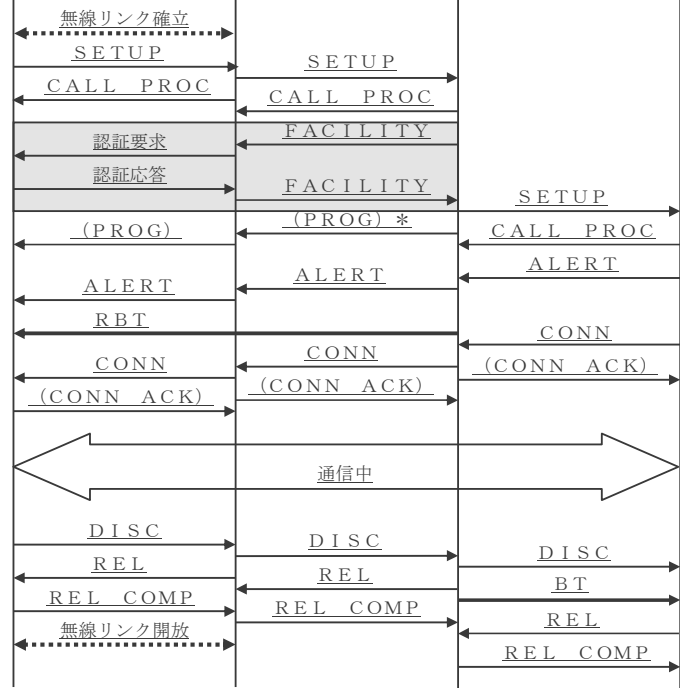 無線リンク確立
ＳＥＴＵＰ
ＳＥＴＵＰ
ＣＡＬＬ　ＰＲＯＣ
ＣＡＬＬ　ＰＲＯＣ
ＦＡＣＩＬＩＴＹ
認証要求
認証応答
ＦＡＣＩＬＩＴＹ
ＳＥＴＵＰ
（ＰＲＯＧ）＊
（ＰＲＯＧ）
ＣＡＬＬ　ＰＲＯＣ
ＡＬＥＲＴ
ＡＬＥＲＴ
ＡＬＥＲＴ
ＲＢＴ
ＣＯＮＮ
ＣＯＮＮ
ＣＯＮＮ
（ＣＯＮＮ　ＡＣＫ）
（ＣＯＮＮ　ＡＣＫ）
（ＣＯＮＮ　ＡＣＫ）
通信中
ＤＩＳＣ
ＤＩＳＣ
ＤＩＳＣ
ＲＥＬ
ＲＥＬ
ＢＴ
ＲＥＬ　ＣＯＭＰ
ＲＥＬ　ＣＯＭＰ
ＲＥＬ
無線リンク開放
ＲＥＬ　ＣＯＭＰ